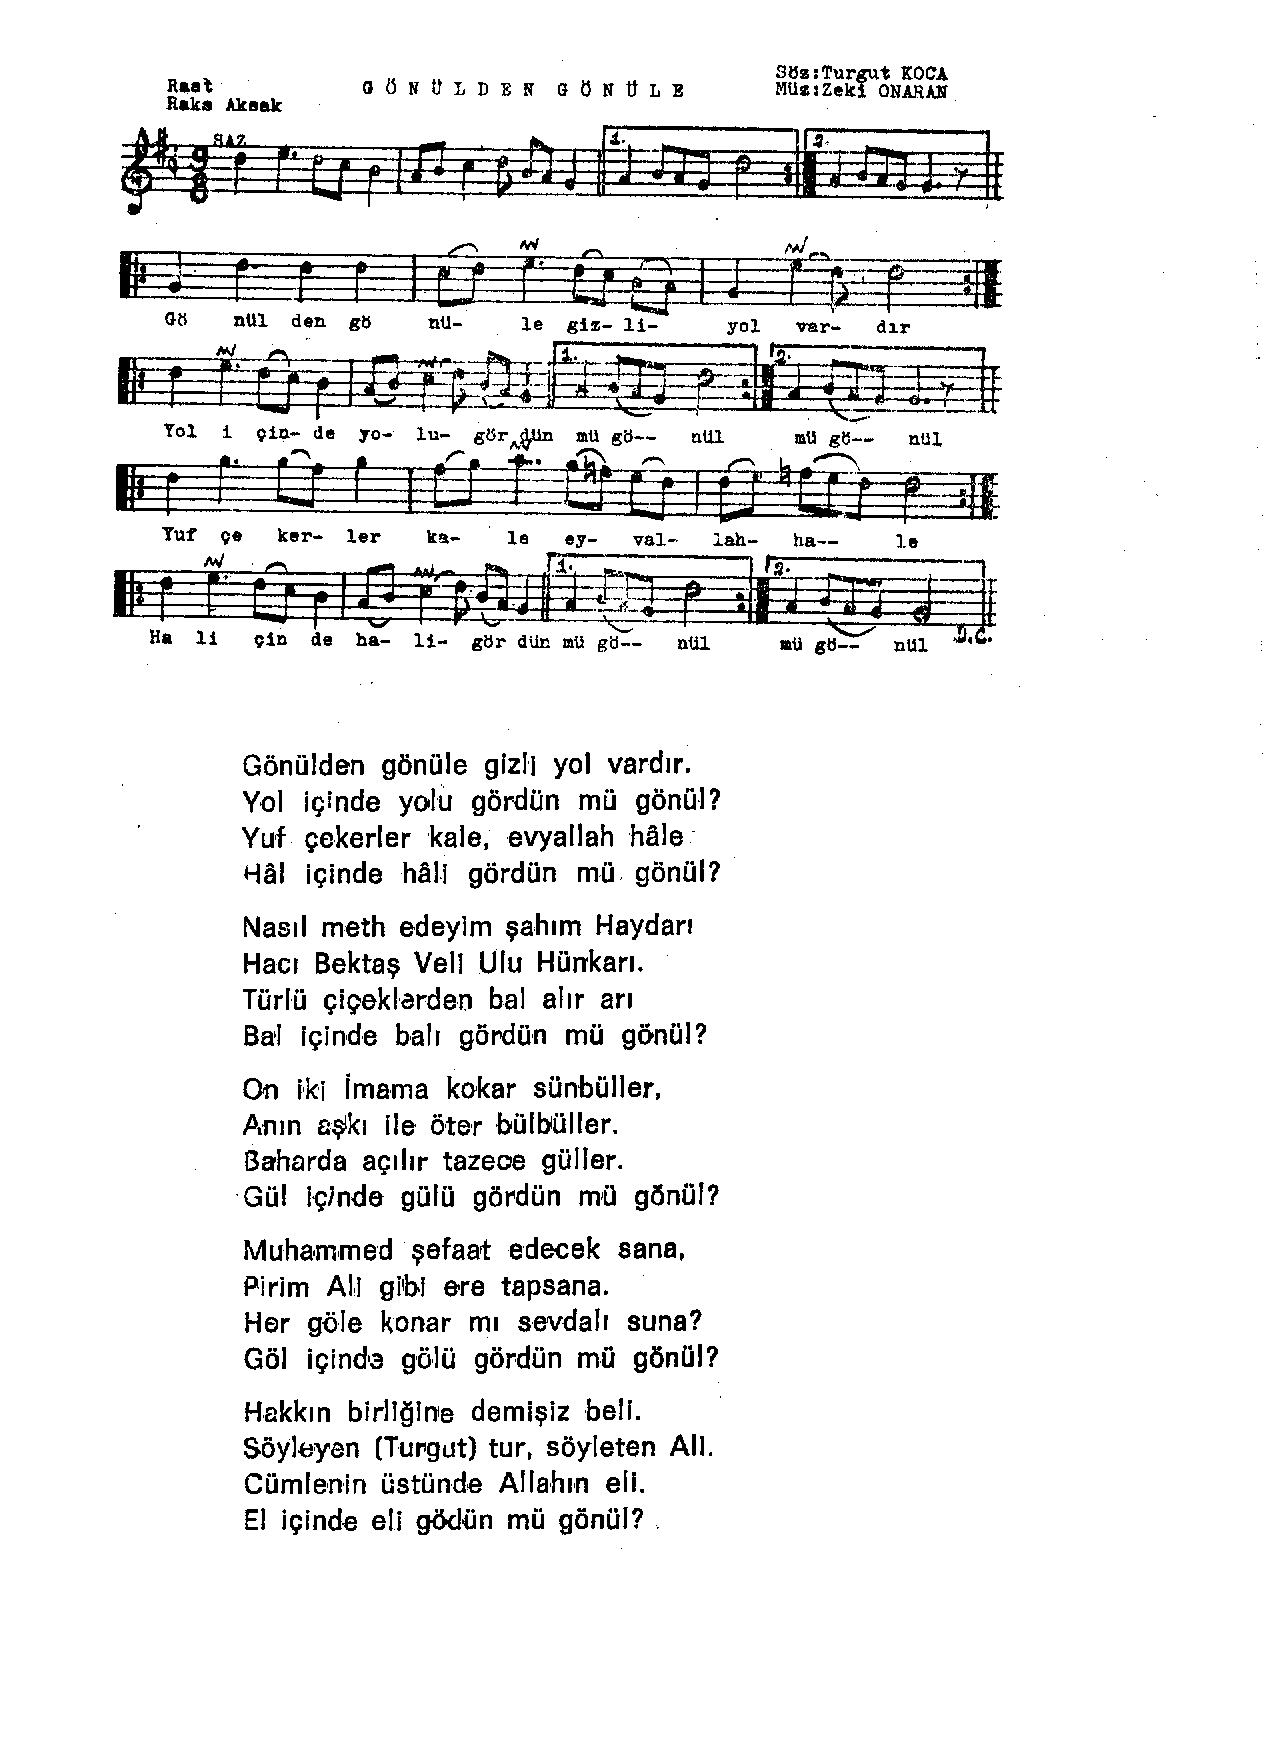 Rast
Raks Aksak
GÖNÜLDEN GÖNÜLE
Söz:Turgut KOCA
Müz:Zeki ONARAN
SAZ
1. 2.
Gö nül den gö nü- le giz- li- yol var- dır
1. 2.
Yol i çin- de yo- lu- gör dün mü gö-- nül mü gö-- nül
Yuf çe ker- ler ka- le ey- val- lah- ha-- le
1. 2.
Ha li çin de ha- li- gör dün mü gö-- nül mü gö-- nül D.C.
Gönülden gönüle gizli yol vardır.
Yol içinde yolu gördün mü gönül?
Yuf çekerler kale, evyallah hâle
Hâl içinde hâli gördün mü gönül?
Nasıl meth edeyim şahım Haydarı
Hacı Bektaş Veli Ulu Hünkarı.
Türlü çiçeklerden bal alır arı
Bal içinde balı gördün mü gönül?
On iki İmama kokar sünbüller,
Anın aşkı ile öter bülbüller.
Baharda açılır tazece güller.
Gül içinde gülü gördün mü gönül?
Muhammed şefaat edecek sana,
Pirim Ali gibi ere tapsana.
Her göle konar mı sevdalı suna?
Göl içinde gölü gördün mü gönül?
Hakkın birliğine demişiz beli.
Söyleyen (Turgut) tur, söyleten Ali.
Cümlenin üstünde Allahın eli.
El içinde eli gödün mü gönül?